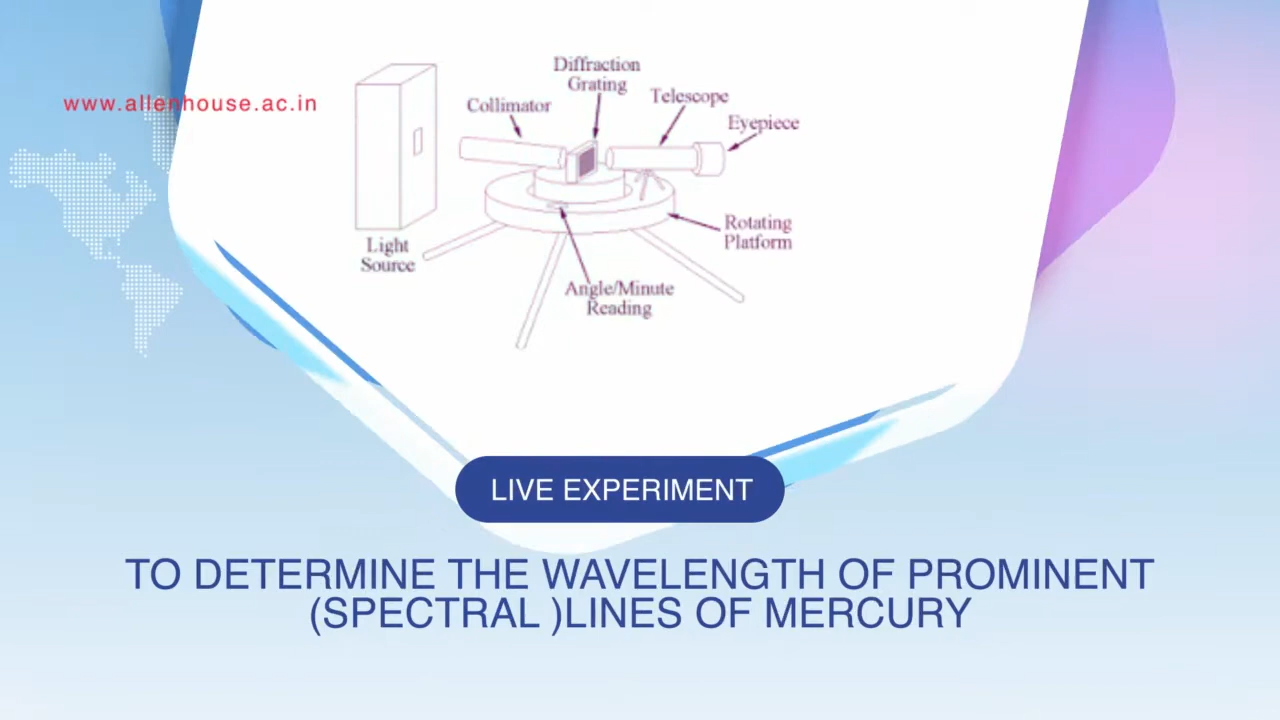 www.allenhouse.ac.in
Diffraction
Grating
Collimator
Telescope
Eyepiece
Light
Source
Rotating
Platform
Angle/Minute
Reading
LIVE EXPERIMENT
TO DETERMINE THE WAVELENGTH OF PROMINENT
(SPECTRAL )LINES OF MERCURY